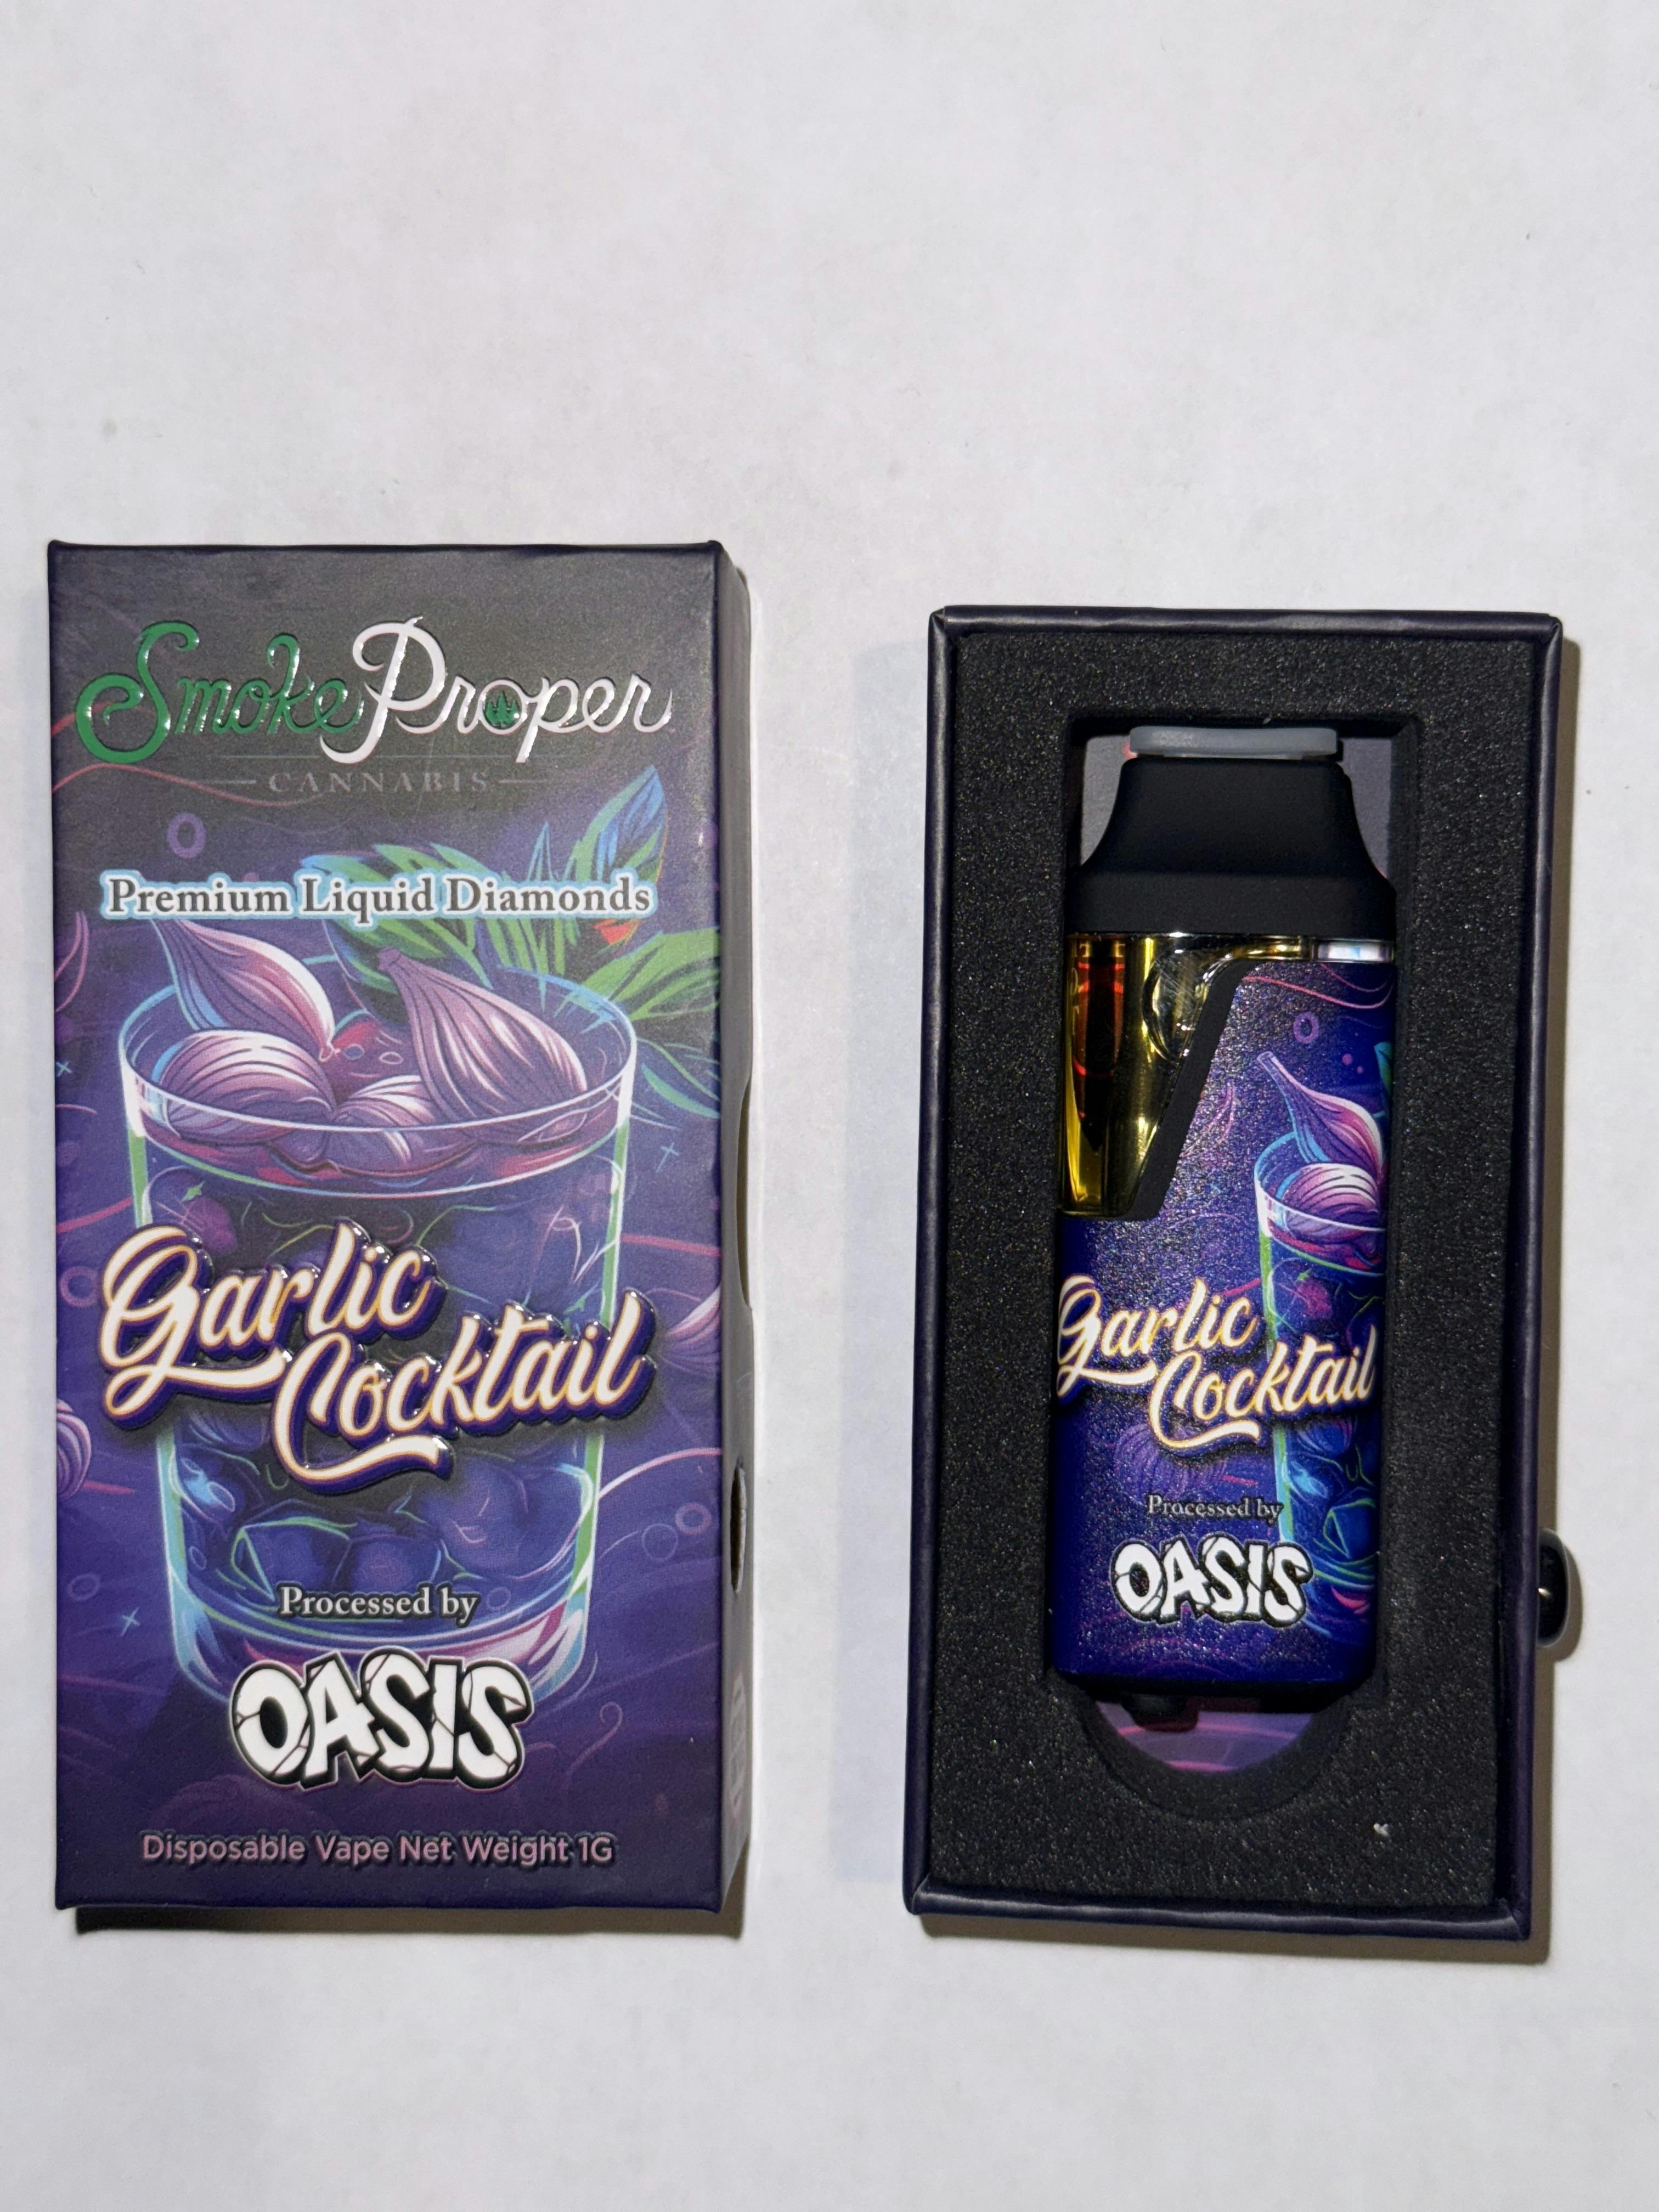 SmokeProper
CANNABIS
Premium Liquid Diamonds
Garlic
Cocktail
Processed by
OASIS
Disposable Vape Net Weight 1G
Garlic
Cocktail
Processed by
OASIS